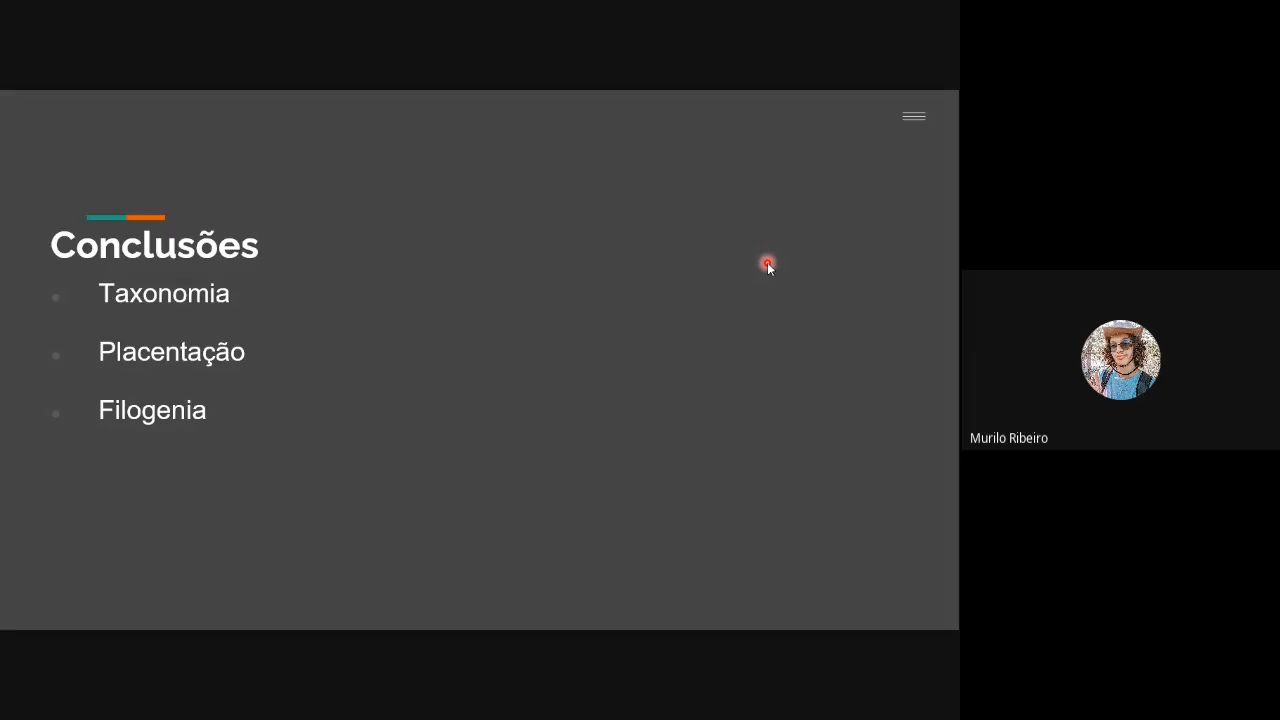 Conclusões
Taxonomia
Placentação
Filogenia
Murilo Ribeiro